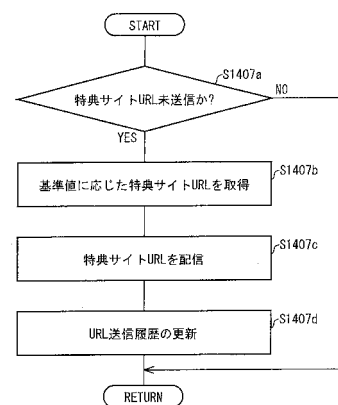 START
S1407a
特典サイトURL未送信か?
NO
YES
S1407b
基準値に応じた特典サイトURLを取得
S1407c
特典サイトURLを配信
S1407d
URL送信履歴の更新
RETURN